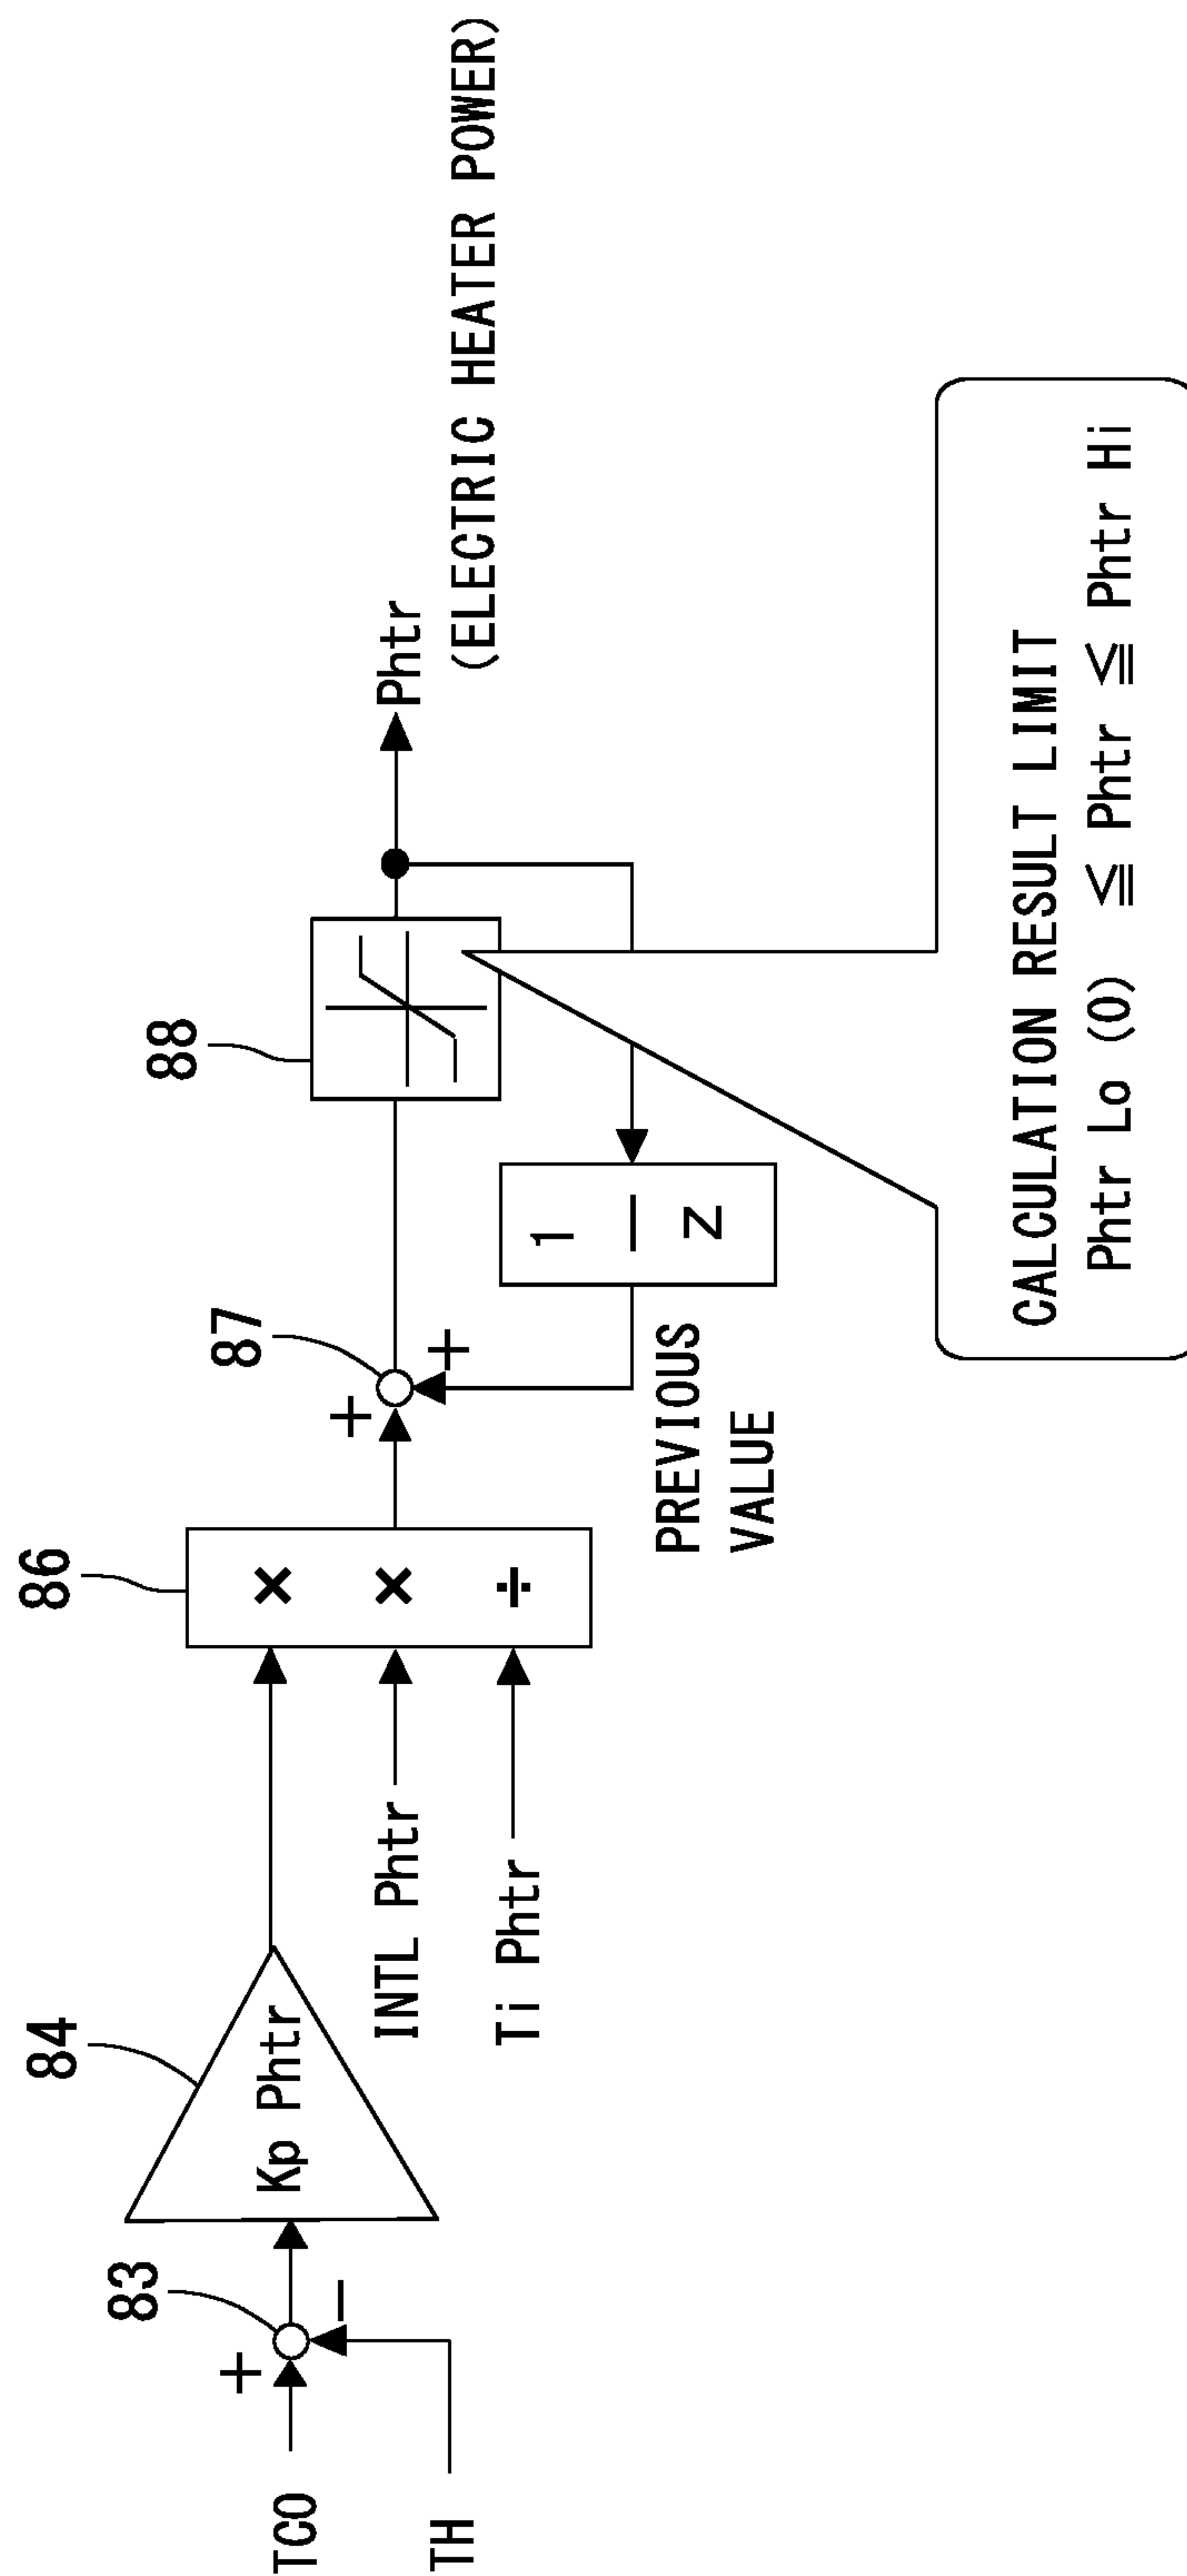 TCO
TH
+
−
83
84
Kp Phtr
INTL Phtr
Ti Phtr
86
×
×
÷
87
+
+
PREVIOUS
VALUE
1
Z
88
Phtr
(ELECTRIC HEATER POWER)
CALCULATION RESULT LIMIT
Phtr Lo (0) ≦ Phtr ≦ Phtr Hi